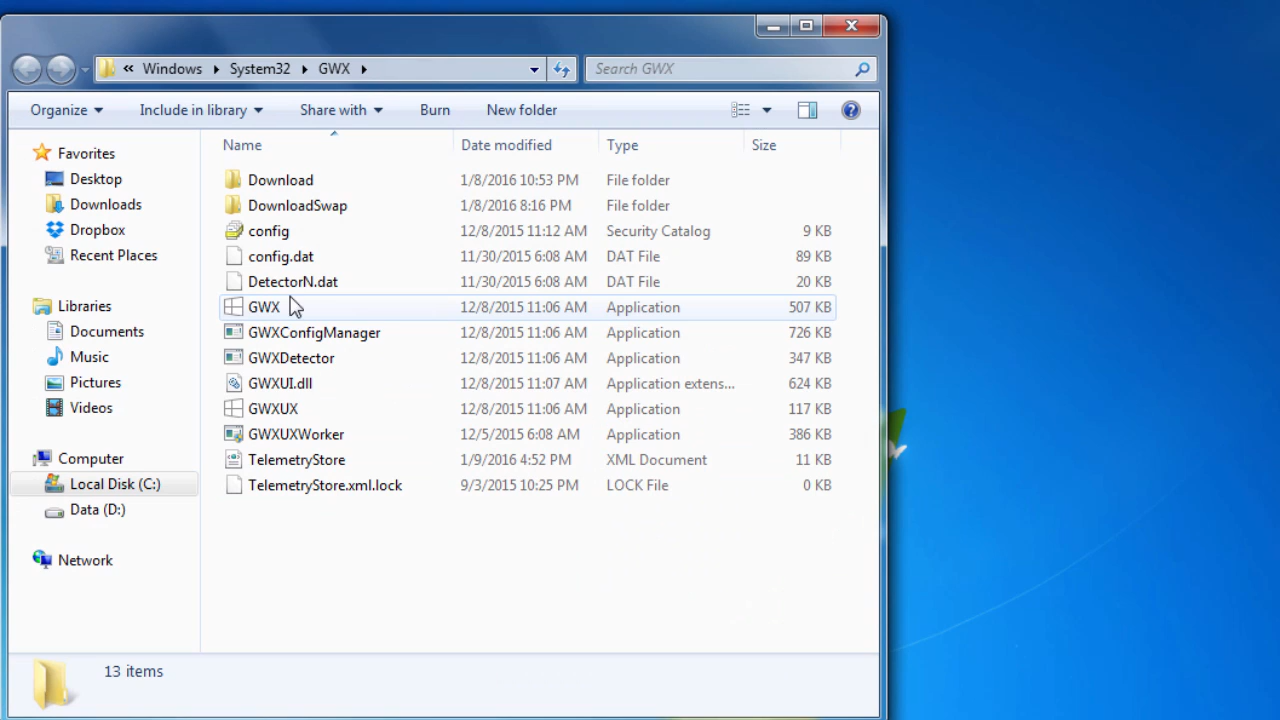 « Windows System32 GWX Search GWX
Organize Include in library Share with Burn New folder
Favorites
Desktop
Downloads
Dropbox
Recent Places
Libraries
Documents
Music
Pictures
Videos
Computer
Local Disk (C:)
Data (D:)
Network
Name Date modified Type Size
Download 1/8/2016 10:53 PM File folder
DownloadSwap 1/8/2016 8:16 PM File folder
config 12/8/2015 11:12 AM Security Catalog 9 KB
config.dat 11/30/2015 6:08 AM DAT File 89 KB
DetectorN.dat 11/30/2015 6:08 AM DAT File 20 KB
GWX 12/8/2015 11:06 AM Application 507 KB
GWXConfigManager 12/8/2015 11:06 AM Application 726 KB
GWXDetector 12/8/2015 11:06 AM Application 347 KB
GWXUI.dll 12/8/2015 11:07 AM Application extens... 624 KB
GWXUX 12/8/2015 11:06 AM Application 117 KB
GWXUXWorker 12/5/2015 6:08 AM Application 386 KB
TelemetryStore 1/9/2016 4:52 PM XML Document 11 KB
TelemetryStore.xml.lock 9/3/2015 10:25 PM LOCK File 0 KB
13 items